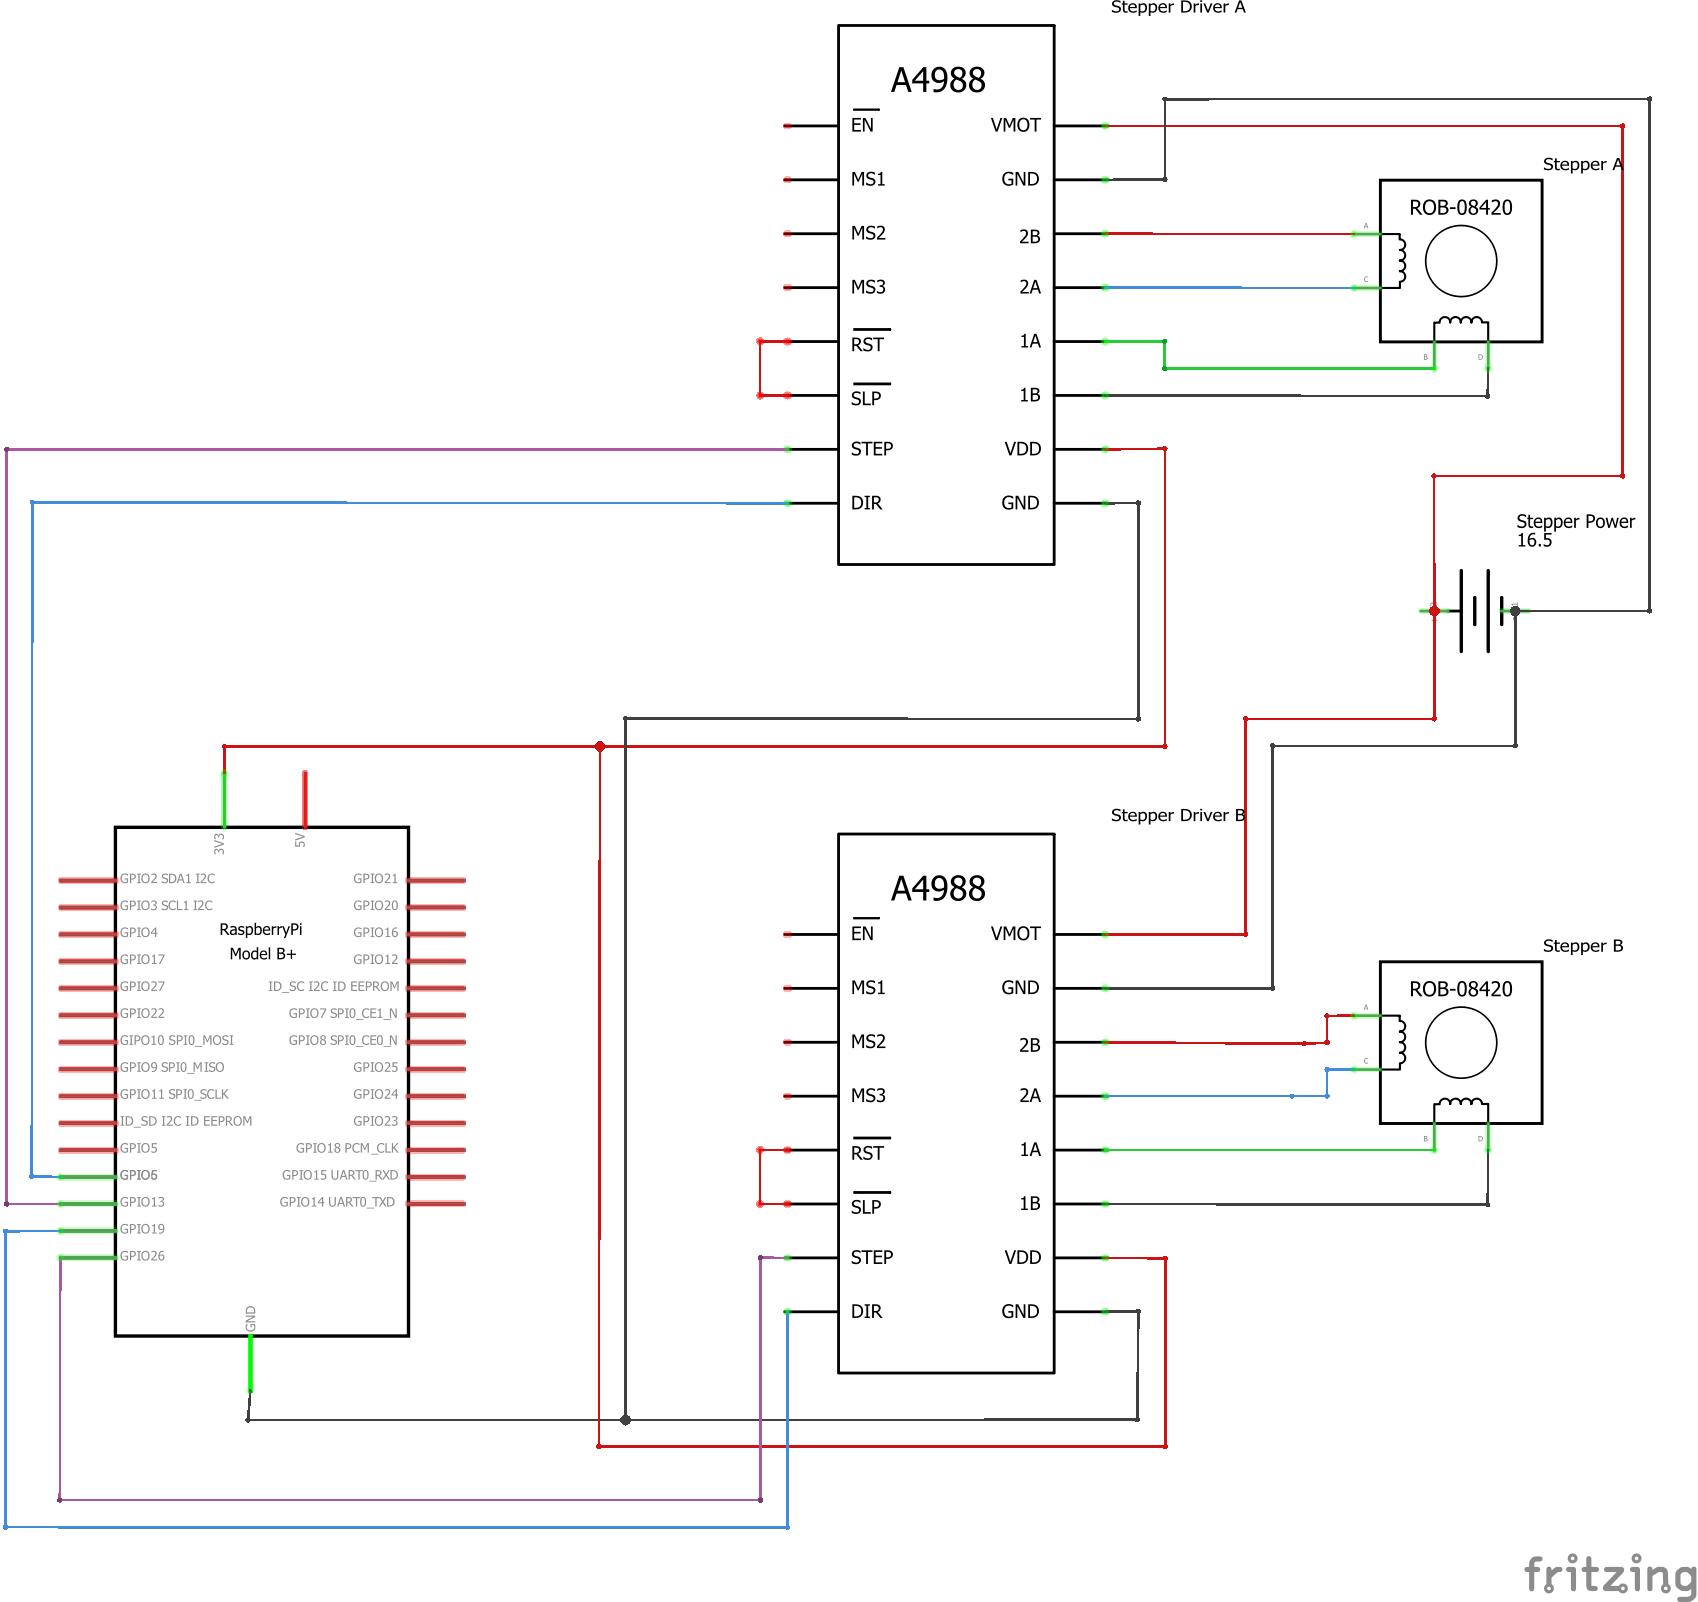 Stepper Driver A
A4988
EN
MS1
MS2
MS3
RST
SLP
STEP
DIR
VMOT
GND
2B
2A
1A
1B
VDD
GND
Stepper A
ROB-08420
A
C
B
D
Stepper Power
16.5
3V3
5V
RaspberryPi
Model B+
GPIO2 SDA1 I2C
GPIO3 SCL1 I2C
GPIO4
GPIO17
GPIO27
GPIO22
GIPO10 SPI0_MOSI
GPIO9 SPI0_MISO
GPIO11 SPI0_SCLK
ID_SD I2C ID EEPROM
GPIO5
GPIO6
GPIO13
GPIO19
GPIO26
GPIO21
GPIO20
GPIO16
GPIO12
ID_SC I2C ID EEPROM
GPIO7 SPI0_CE1_N
GPIO8 SPI0_CE0_N
GPIO25
GPIO24
GPIO23
GPIO18 PCM_CLK
GPIO15 UART0_RXD
GPIO14 UART0_TXD
GND
Stepper Driver B
A4988
EN
MS1
MS2
MS3
RST
SLP
STEP
DIR
VMOT
GND
2B
2A
1A
1B
VDD
GND
Stepper B
ROB-08420
A
C
B
D
fritzing